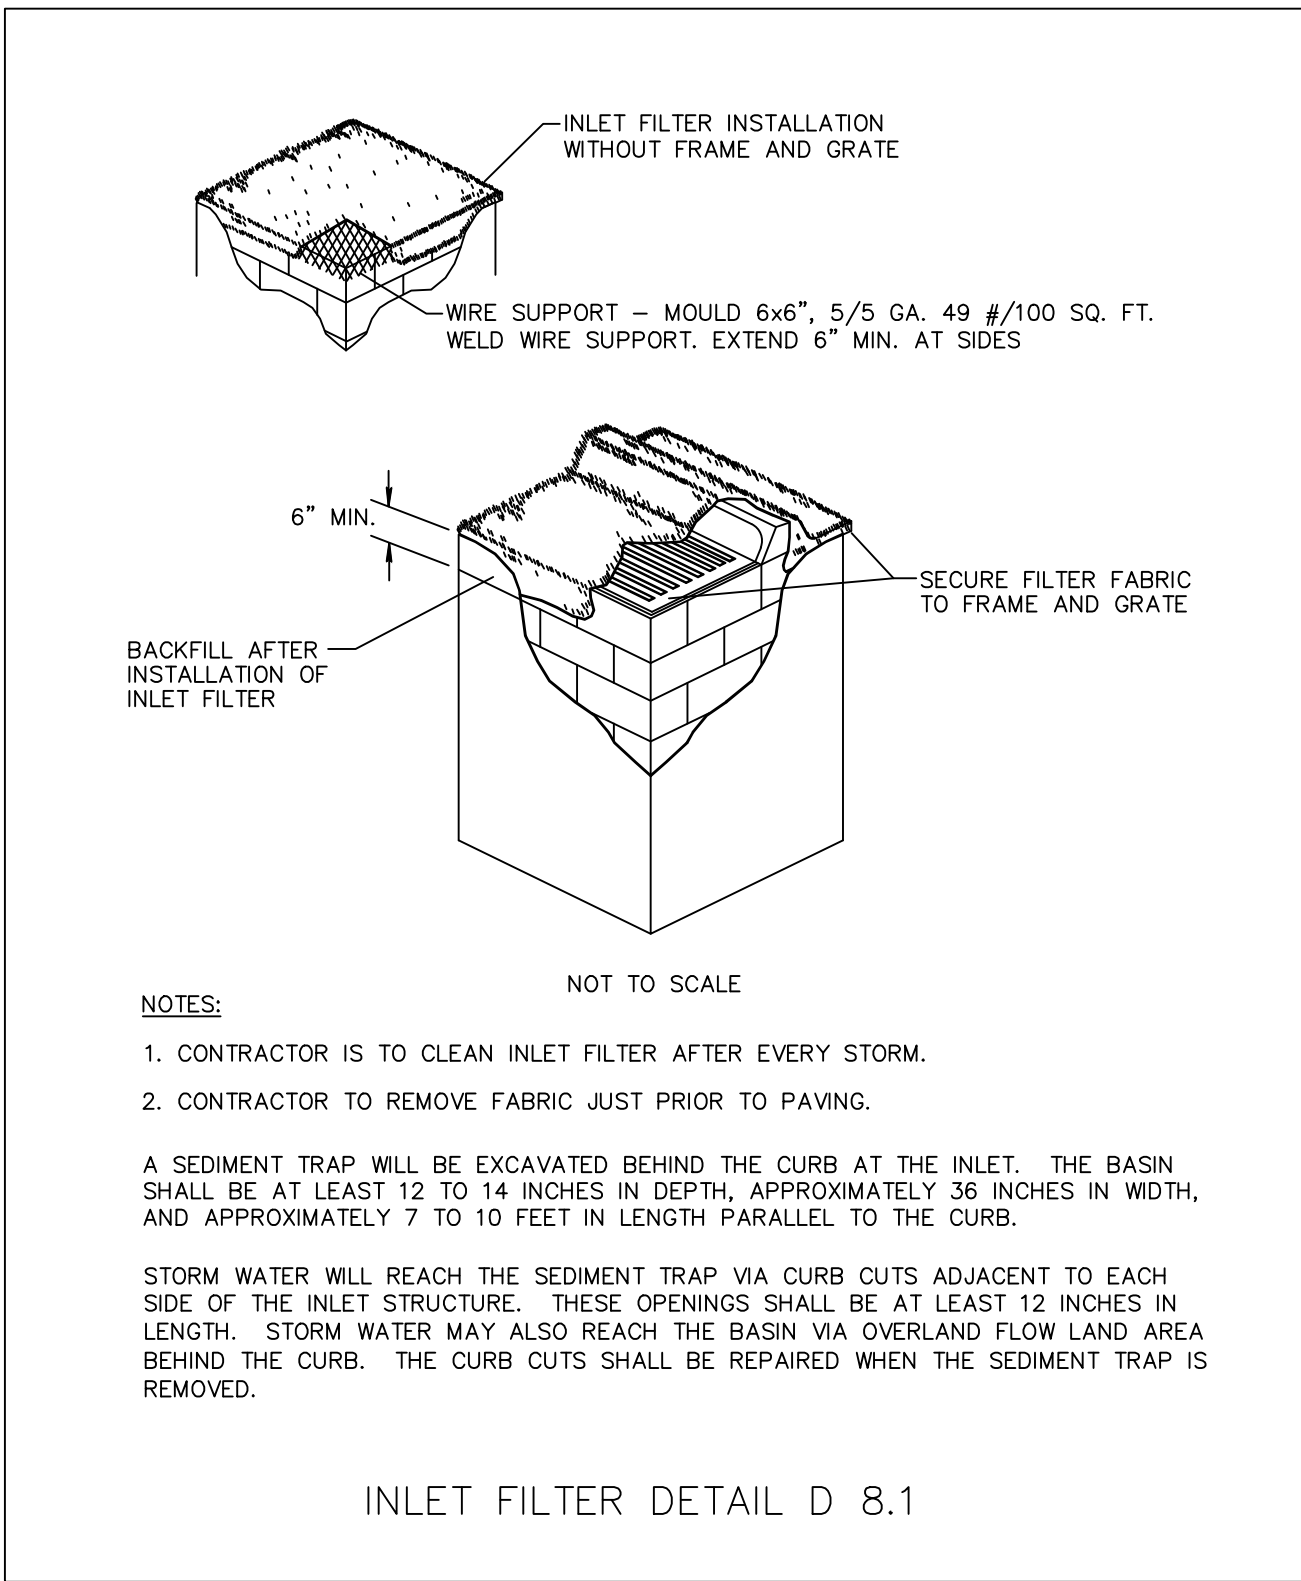 INLET FILTER INSTALLATION
WITHOUT FRAME AND GRATE
WIRE SUPPORT – MOULD 6x6”, 5/5 GA. 49 #/100 SQ. FT.
WELD WIRE SUPPORT. EXTEND 6” MIN. AT SIDES
6” MIN.
SECURE FILTER FABRIC
TO FRAME AND GRATE
BACKFILL AFTER
INSTALLATION OF
INLET FILTER
NOT TO SCALE
NOTES:
1. CONTRACTOR IS TO CLEAN INLET FILTER AFTER EVERY STORM.
2. CONTRACTOR TO REMOVE FABRIC JUST PRIOR TO PAVING.
A SEDIMENT TRAP WILL BE EXCAVATED BEHIND THE CURB AT THE INLET. THE BASIN
SHALL BE AT LEAST 12 TO 14 INCHES IN DEPTH, APPROXIMATELY 36 INCHES IN WIDTH,
AND APPROXIMATELY 7 TO 10 FEET IN LENGTH PARALLEL TO THE CURB.
STORM WATER WILL REACH THE SEDIMENT TRAP VIA CURB CUTS ADJACENT TO EACH
SIDE OF THE INLET STRUCTURE. THESE OPENINGS SHALL BE AT LEAST 12 INCHES IN
LENGTH. STORM WATER MAY ALSO REACH THE BASIN VIA OVERLAND FLOW LAND AREA
BEHIND THE CURB. THE CURB CUTS SHALL BE REPAIRED WHEN THE SEDIMENT TRAP IS
REMOVED.
INLET FILTER DETAIL D 8.1